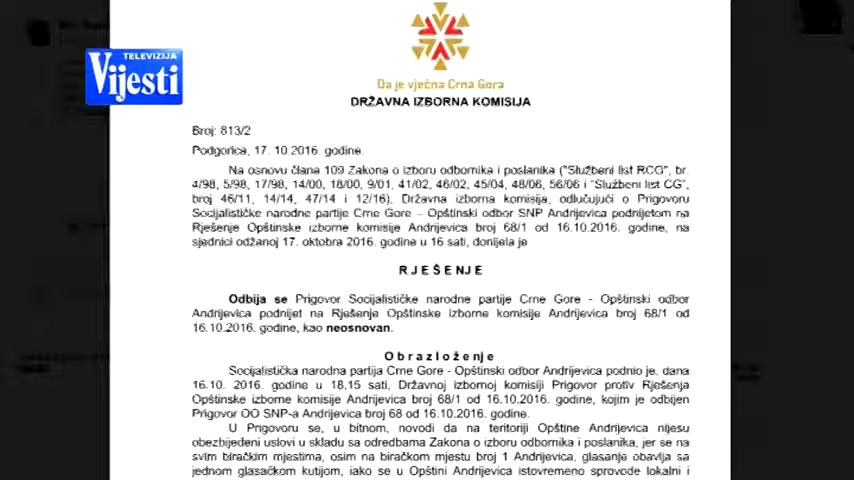 TELEVIZIJA
Vijesti
Da je vječna Crna Gora
DRŽAVNA IZBORNA KOMISIJA
Broj: 813/2
Podgorica, 17. 10.2016. godine.
Na osnovu člana 109 Zakona o izboru odbornika i poslanika ("Službeni list RCG", br.
4/98, 5/98, 17/98, 14/00, 18/00, 9/01, 41/02, 46/02, 45/04, 48/06, 56/06 i "Službeni list CG",
broj 46/11, 14/14, 47/14 i 12/16), Državna izborna komisija, odlučujući o Prigovoru
Socijalističke narodne partije Crne Gore – Opštinski odbor SNP Andrijevica podnijetom na
Rješenje Opštinske izborne komisije Andrijevica broj 68/1 od 16.10.2016. godine, na
sjednici odžanoj 17. oktobra 2016. godine u 16 sati, donijela je
R J E Š E N J E
Odbija se Prigovor Socijalističke narodne partije Crne Gore - Opštinski odbor
Andrijevica podnijet na Rješenje Opštinske izborne komisije Andrijevica broj 68/1 od
16.10.2016. godine, kao neosnovan.
O b r a z l o ž e nj e
Socijalistička narodna partija Crne Gore - Opštinski odbor Andrijevica podnio je, dana
16.10. 2016. godine u 18,15 sati, Državnoj izbornoj komisiji Prigovor protiv Rješenja
Opštinske izborne komisije Andrijevica broj 68/1 od 16.10.2016. godine, kojim je odbijen
Prigovor OO SNP-a Andrijevica broj 68 od 16.10.2016. godine.
U Prigovoru se, u bitnom, novodi da na teritoriji Opštine Andrijevica nijesu
obezbijeđeni uslovi u skladu sa odredbama Zakona o izboru odbornika i poslanika, jer se na
svim biračkim mjestima, osim na biračkom mjestu broj 1 Andrijevica, glasanje obavlja sa
jednom glasačkom kutijom, iako se u Opštini Andrijevica istovremeno sprovode lokalni i